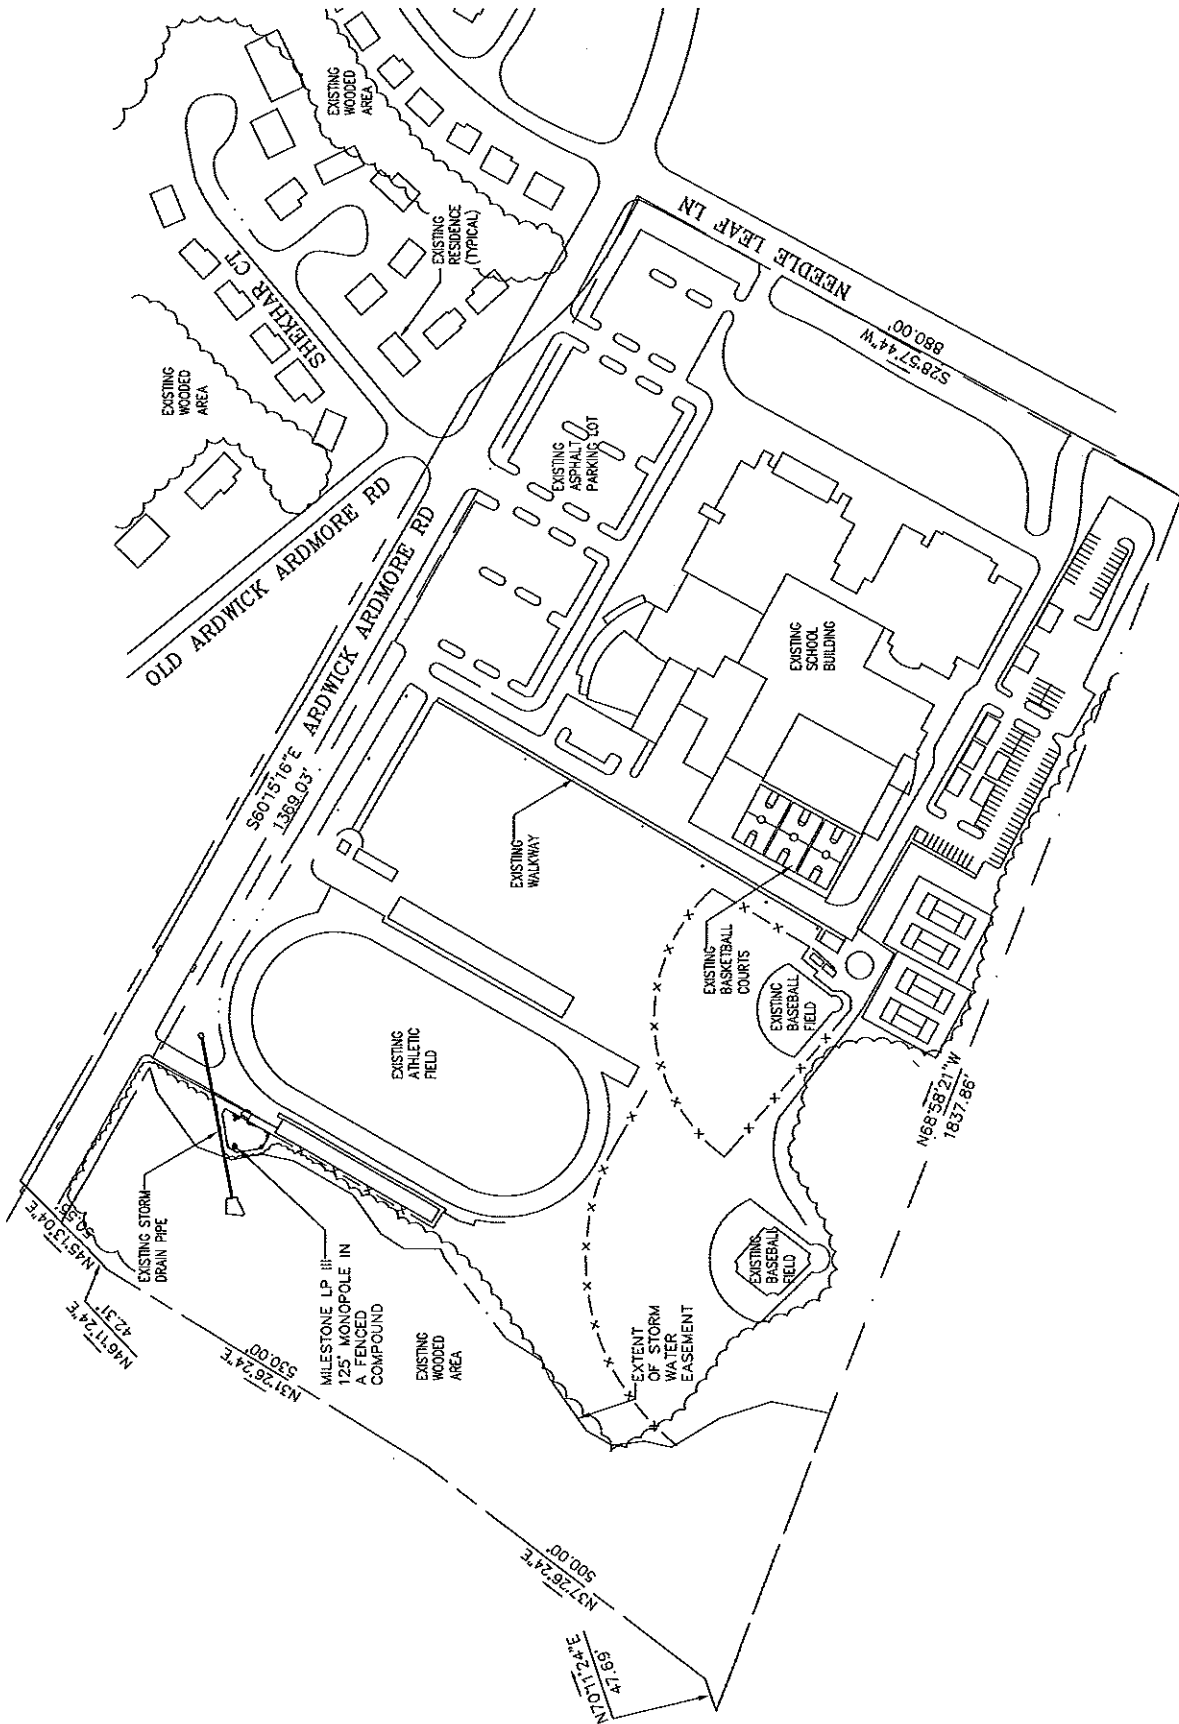 EXISTING
WOODED
AREA
EXISTING
RESIDENCE
(TYPICAL)
SHEKHAR CT
EXISTING
WOODED
AREA
NEEDLE LEAF LN
S28°57'44"W
880.00'
OLD ARDWICK ARDMORE RD
ARDWICK ARDMORE RD
S60°15'16"E
1369.03'
EXISTING
ASPHALT
PARKING LOT
EXISTING
SCHOOL
BUILDING
EXISTING
WALKWAY
EXISTING
BASKETBALL
COURTS
EXISTING
BASEBALL
FIELD
EXISTING
ATHLETIC
FIELD
N68°58'21"W
1837.86'
EXISTING
BASEBALL
FIELD
EXISTING STORM
DRAIN PIPE
N45°13'04"E
50.56'
N46°11'24"E
42.31'
N31°26'24"E
530.00'
MILESTONE LP III
125' MONOPOLE IN
A FENCED
COMPOUND
EXISTING
WOODED
AREA
EXTENT
OF STORM
WATER
EASEMENT
N37°26'24"E
500.00'
N70°11'24"E
47.69'